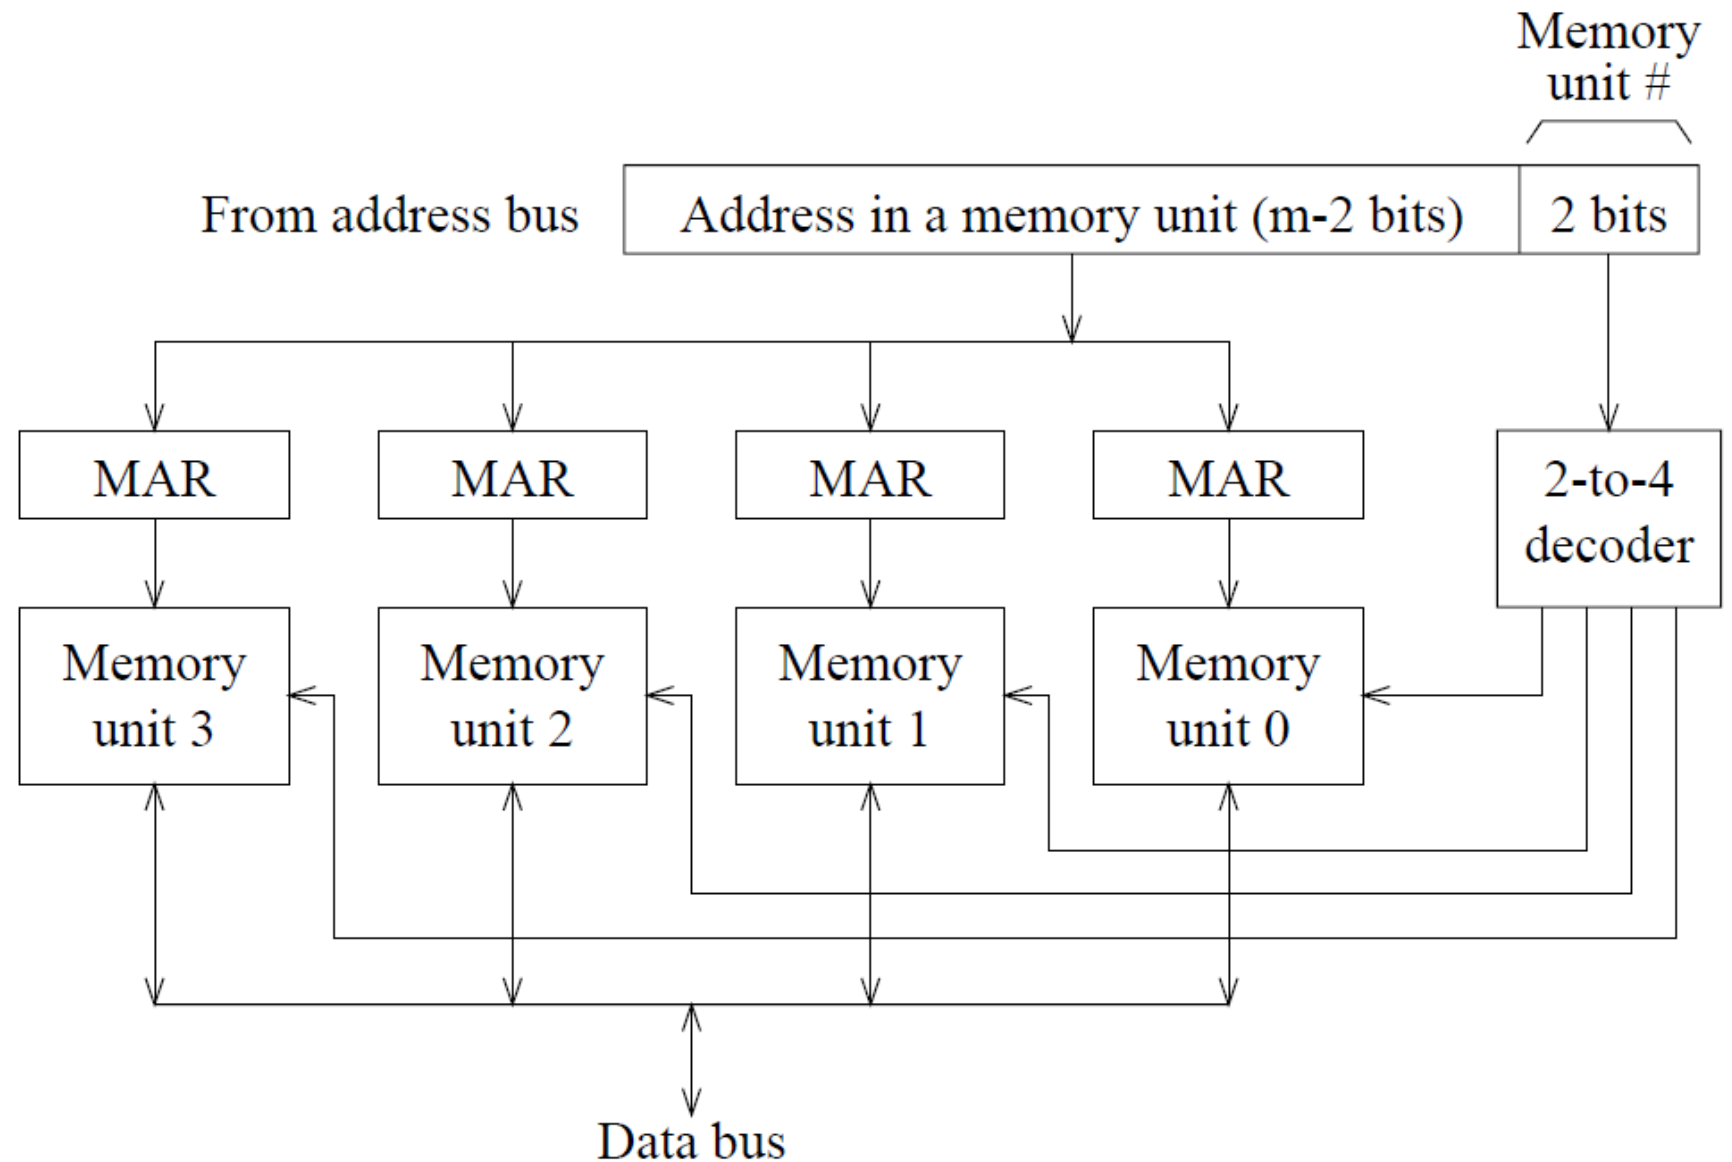 Memory
unit #
From address bus
Address in a memory unit (m-2 bits)
2 bits
MAR
MAR
MAR
MAR
2-to-4
decoder
Memory
unit 3
Memory
unit 2
Memory
unit 1
Memory
unit 0
Data bus